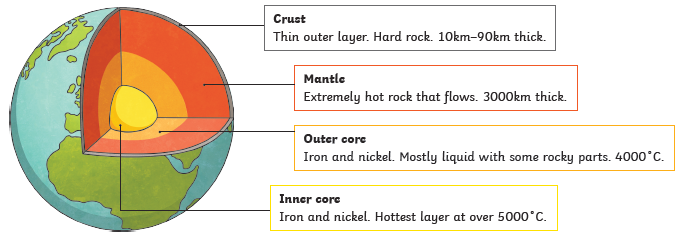 Crust
Thin outer layer. Hard rock. 10km–90km thick.
Mantle
Extremely hot rock that flows. 3000km thick.
Outer core
Iron and nickel. Mostly liquid with some rocky parts. 4000˚C.
Inner core
Iron and nickel. Hottest layer at over 5000˚C.